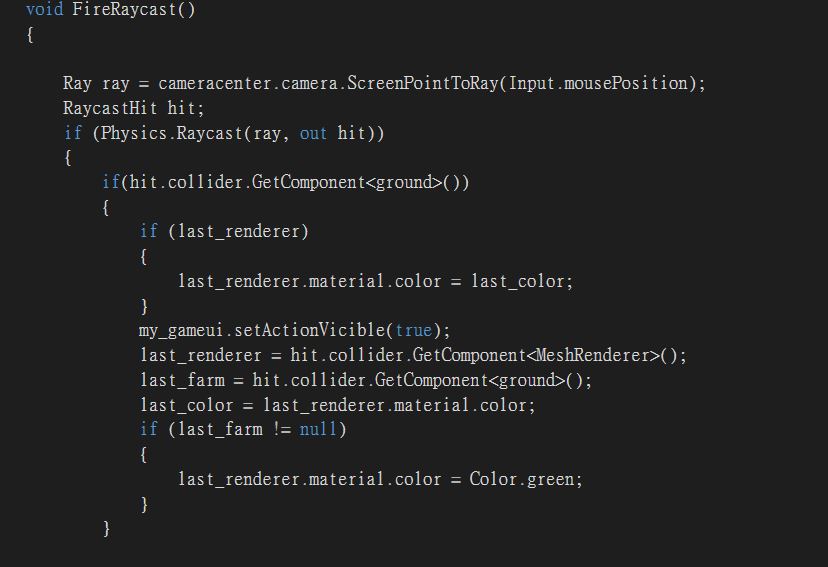 void FireRaycast()
{
Ray ray = cameracenter.camera.ScreenPointToRay(Input.mousePosition);
RaycastHit hit;
if (Physics.Raycast(ray, out hit))
{
if(hit.collider.GetComponent<ground>())
{
if (last_renderer)
{
last_renderer.material.color = last_color;
}
my_gameui.setActionVicible(true);
last_renderer = hit.collider.GetComponent<MeshRenderer>();
last_farm = hit.collider.GetComponent<ground>();
last_color = last_renderer.material.color;
if (last_farm != null)
{
last_renderer.material.color = Color.green;
}
}